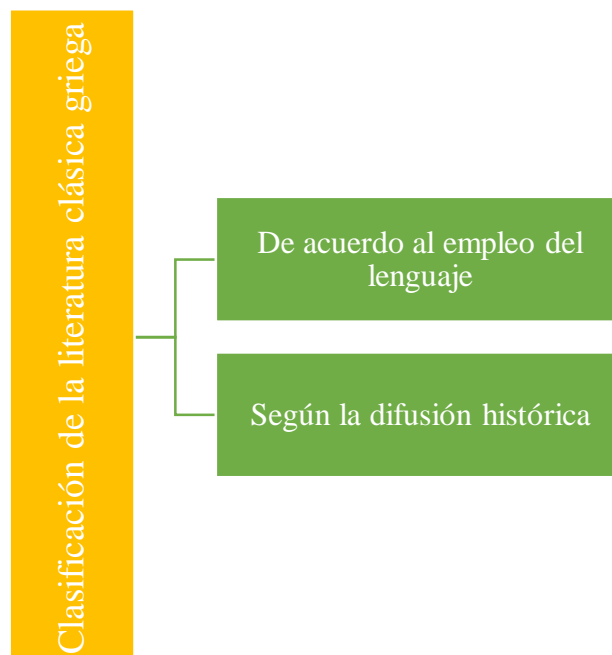 Clasificación de la literatura clásica griega
De acuerdo al empleo del
lenguaje
Según la difusión histórica